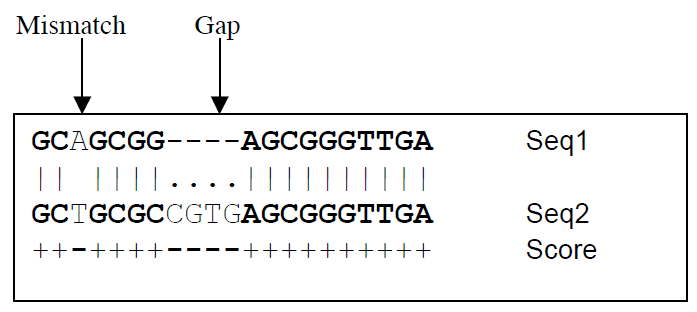 Mismatch Gap
GCAGCGG----AGCGGGTTGA Seq1
|| ||||....||||||||||
GCTGCGCCGTGAGCGGGTTGA Seq2
++-++++----++++++++++ Score